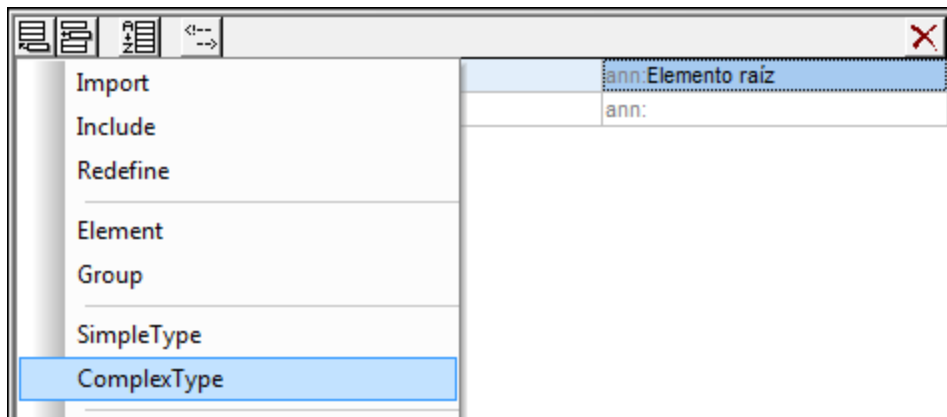 A
Z
<!--
-->
Import
ann:Elemento raíz
Include
ann:
Redefine
Element
Group
SimpleType
ComplexType